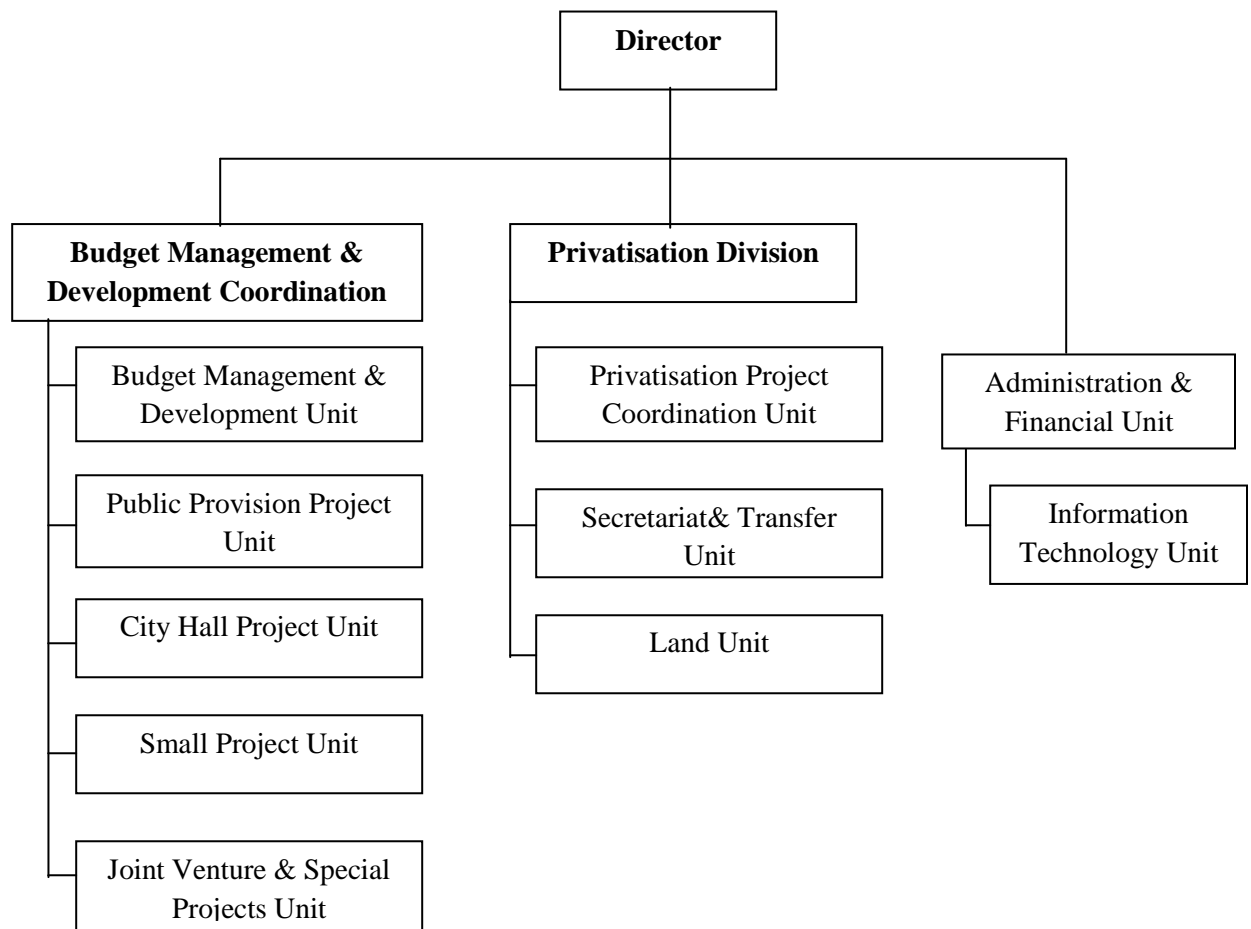 Director
Budget Management &
Development Coordination
Budget Management &
Development Unit
Public Provision Project
Unit
City Hall Project Unit
Small Project Unit
Joint Venture & Special
Projects Unit
Privatisation Division
Privatisation Project
Coordination Unit
Secretariat& Transfer
Unit
Land Unit
Administration &
Financial Unit
Information
Technology Unit